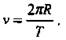 v = 2πR / T .